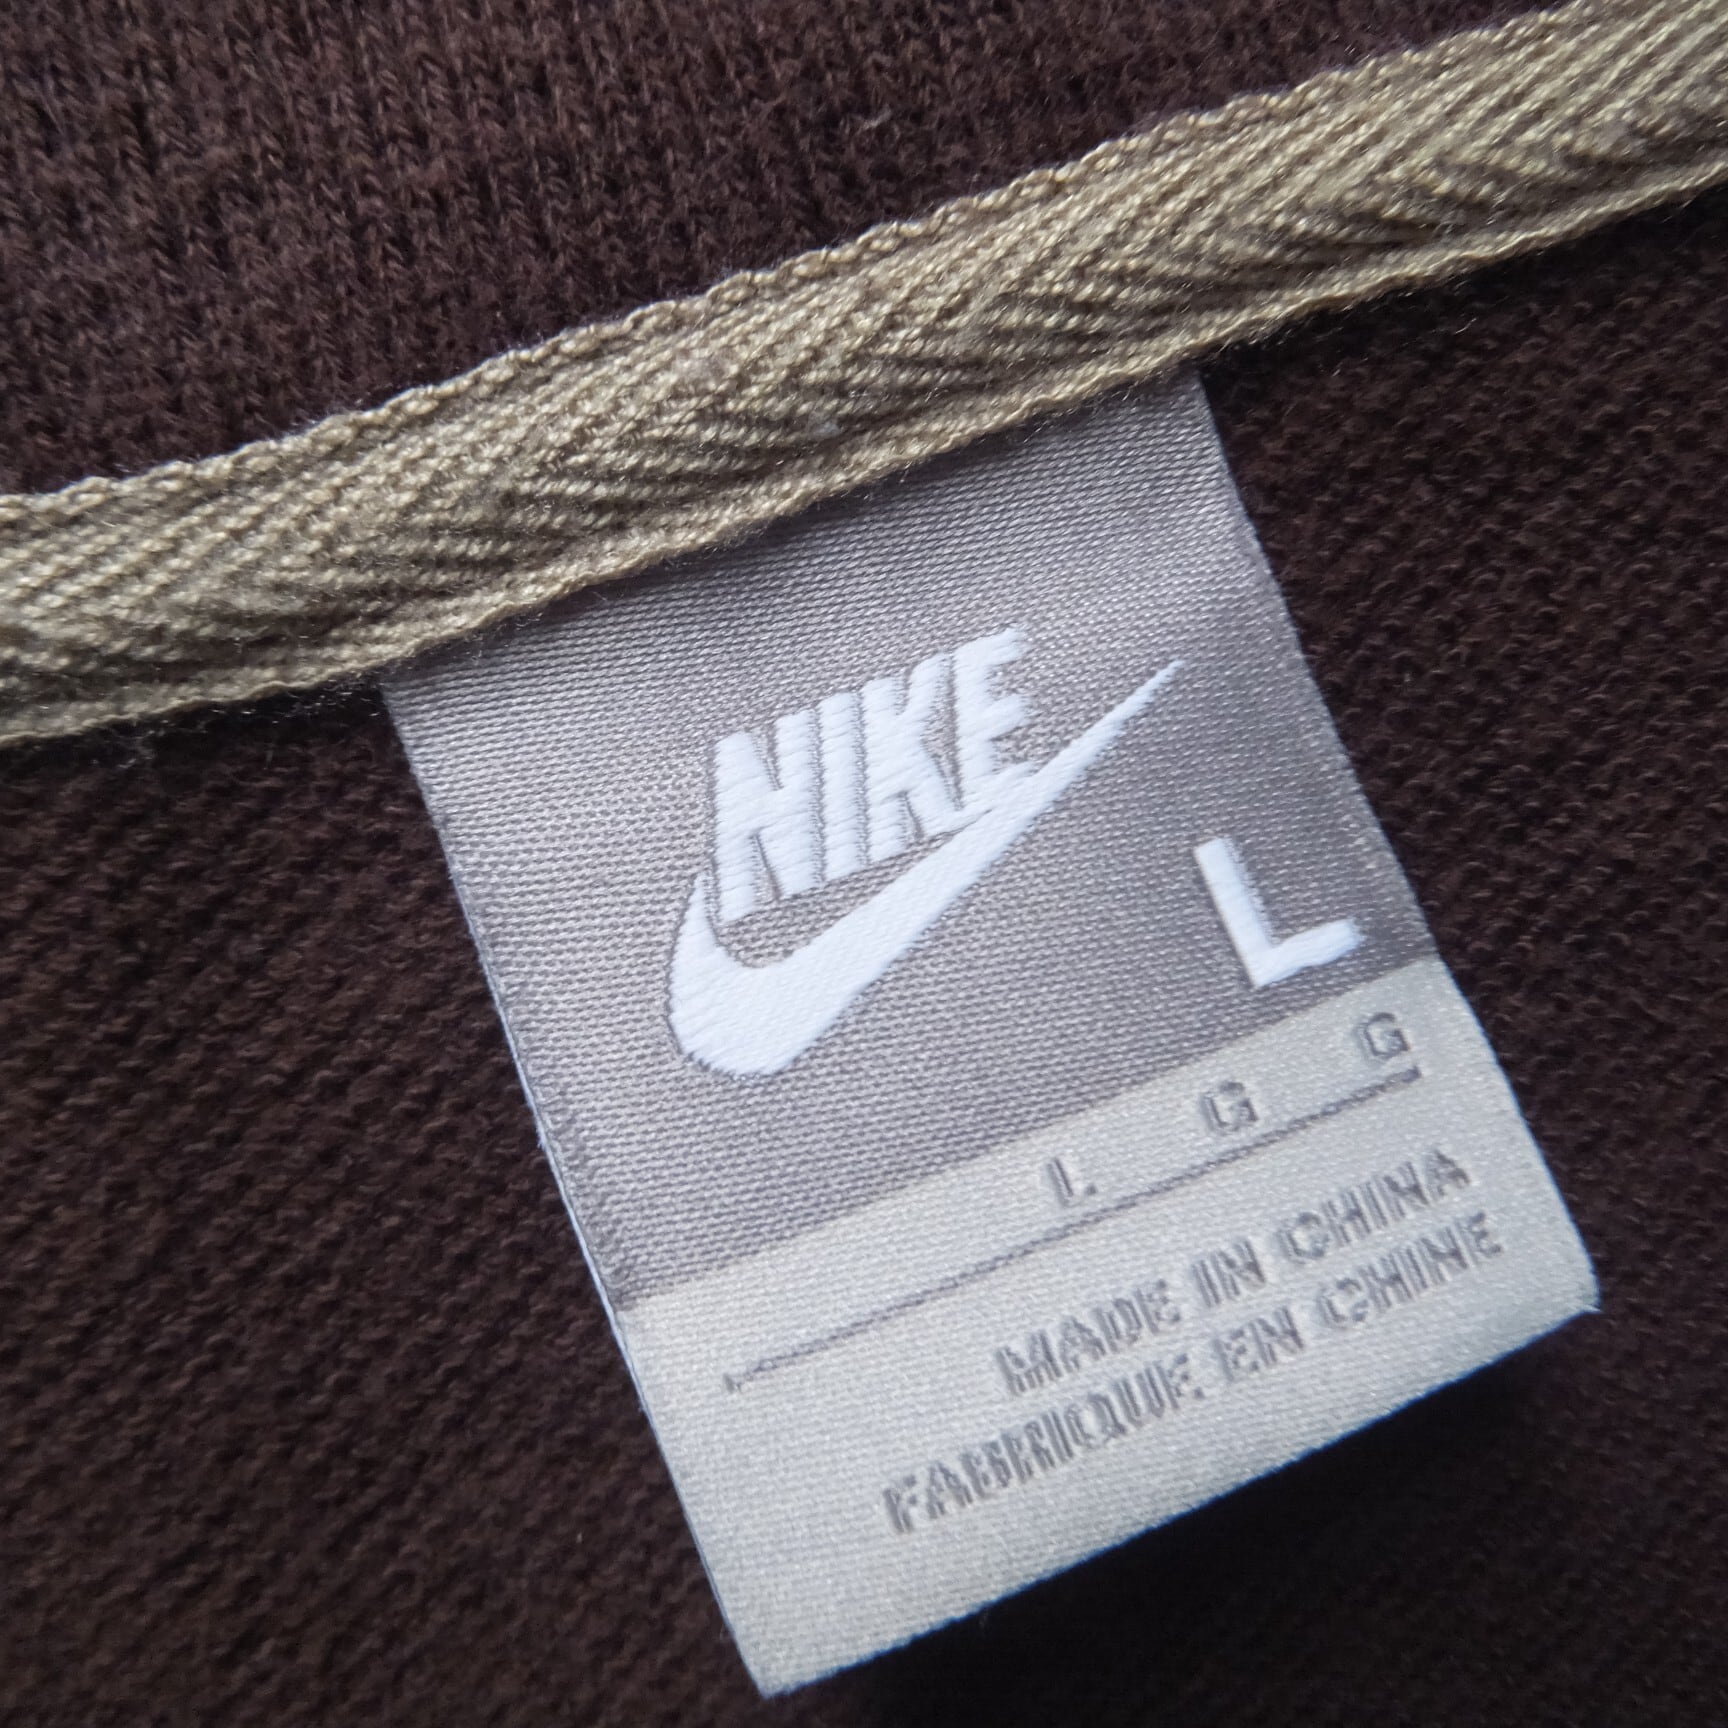 NIKE
L
L G G
MADE IN CHINA
FABRIQUE EN CHINE